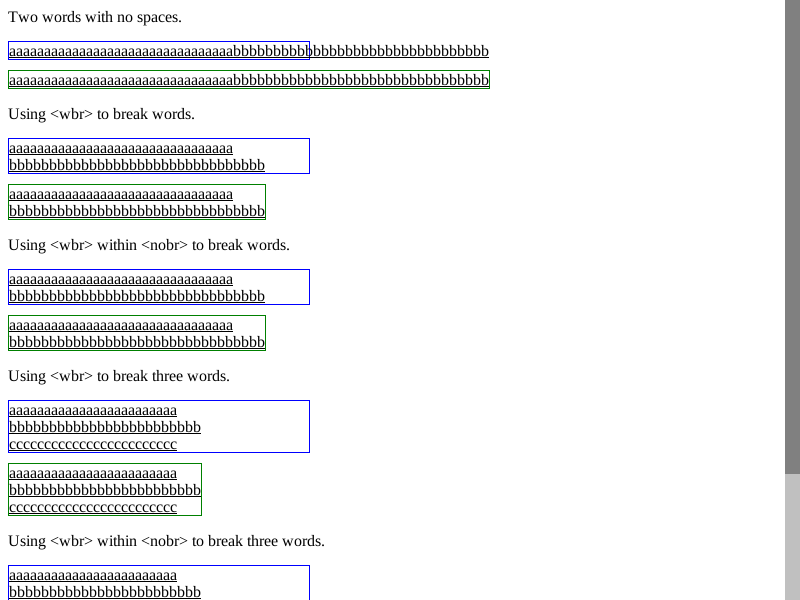 Two words with no spaces.
aaaaaaaaaaaaaaaaaaaaaaaaaaaaaaaabbbbbbbbbbbbbbbbbbbbbbbbbbbbbbbb
aaaaaaaaaaaaaaaaaaaaaaaaaaaaaaaabbbbbbbbbbbbbbbbbbbbbbbbbbbbbbbb
Using <wbr> to break words.
aaaaaaaaaaaaaaaaaaaaaaaaaaaaaaaa
bbbbbbbbbbbbbbbbbbbbbbbbbbbbbbbb
aaaaaaaaaaaaaaaaaaaaaaaaaaaaaaaa
bbbbbbbbbbbbbbbbbbbbbbbbbbbbbbbb
Using <wbr> within <nobr> to break words.
aaaaaaaaaaaaaaaaaaaaaaaaaaaaaaaa
bbbbbbbbbbbbbbbbbbbbbbbbbbbbbbbb
aaaaaaaaaaaaaaaaaaaaaaaaaaaaaaaa
bbbbbbbbbbbbbbbbbbbbbbbbbbbbbbbb
Using <wbr> to break three words.
aaaaaaaaaaaaaaaaaaaaaaaa
bbbbbbbbbbbbbbbbbbbbbbbb
cccccccccccccccccccccccc
aaaaaaaaaaaaaaaaaaaaaaaa
bbbbbbbbbbbbbbbbbbbbbbbb
cccccccccccccccccccccccc
Using <wbr> within <nobr> to break three words.
aaaaaaaaaaaaaaaaaaaaaaaa
bbbbbbbbbbbbbbbbbbbbbbbb